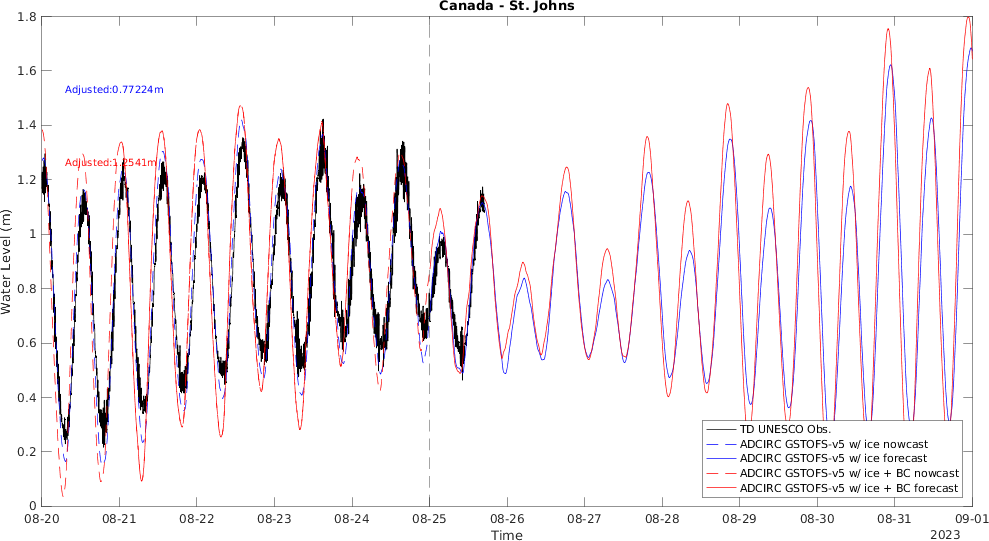 Canada - St. Johns
1.8
1.6
1.4
1.2
1
0.8
0.6
0.4
0.2
0
Water Level (m)
Adjusted:0.77224m
Adjusted:1.2541m
TD UNESCO Obs.
ADCIRC GSTOFS-v5 w/ ice nowcast
ADCIRC GSTOFS-v5 w/ ice forecast
ADCIRC GSTOFS-v5 w/ ice + BC nowcast
ADCIRC GSTOFS-v5 w/ ice + BC forecast
08-20 08-21 08-22 08-23 08-24 08-25 08-26 08-27 08-28 08-29 08-30 08-31 09-01
Time
2023